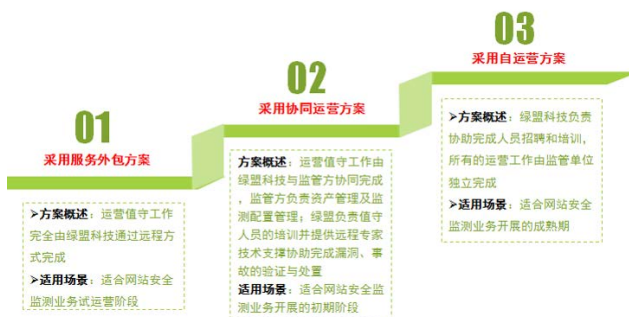 01
采用服务外包方案
➢方案概述：运营值守工作
完全由绿盟科技通过远程方
式完成
➢适用场景：适合网站安全
监测业务试运营阶段
02
采用协同运营方案
方案概述：运营值守工作由
绿盟科技与监管方协同完成
，监管方负责资产管理及监
测配置管理；绿盟负责值守
人员的培训并提供远程专家
技术支撑协助完成漏洞、事
故的验证与处置
适用场景：适合网站安全监
测业务开展的初期阶段
03
采用自运营方案
➢方案概述：绿盟科技负责
协助完成人员招聘和培训，
所有的运营工作由监管单位
独立完成
➢适用场景：适合网站安全
监测业务开展的成熟期